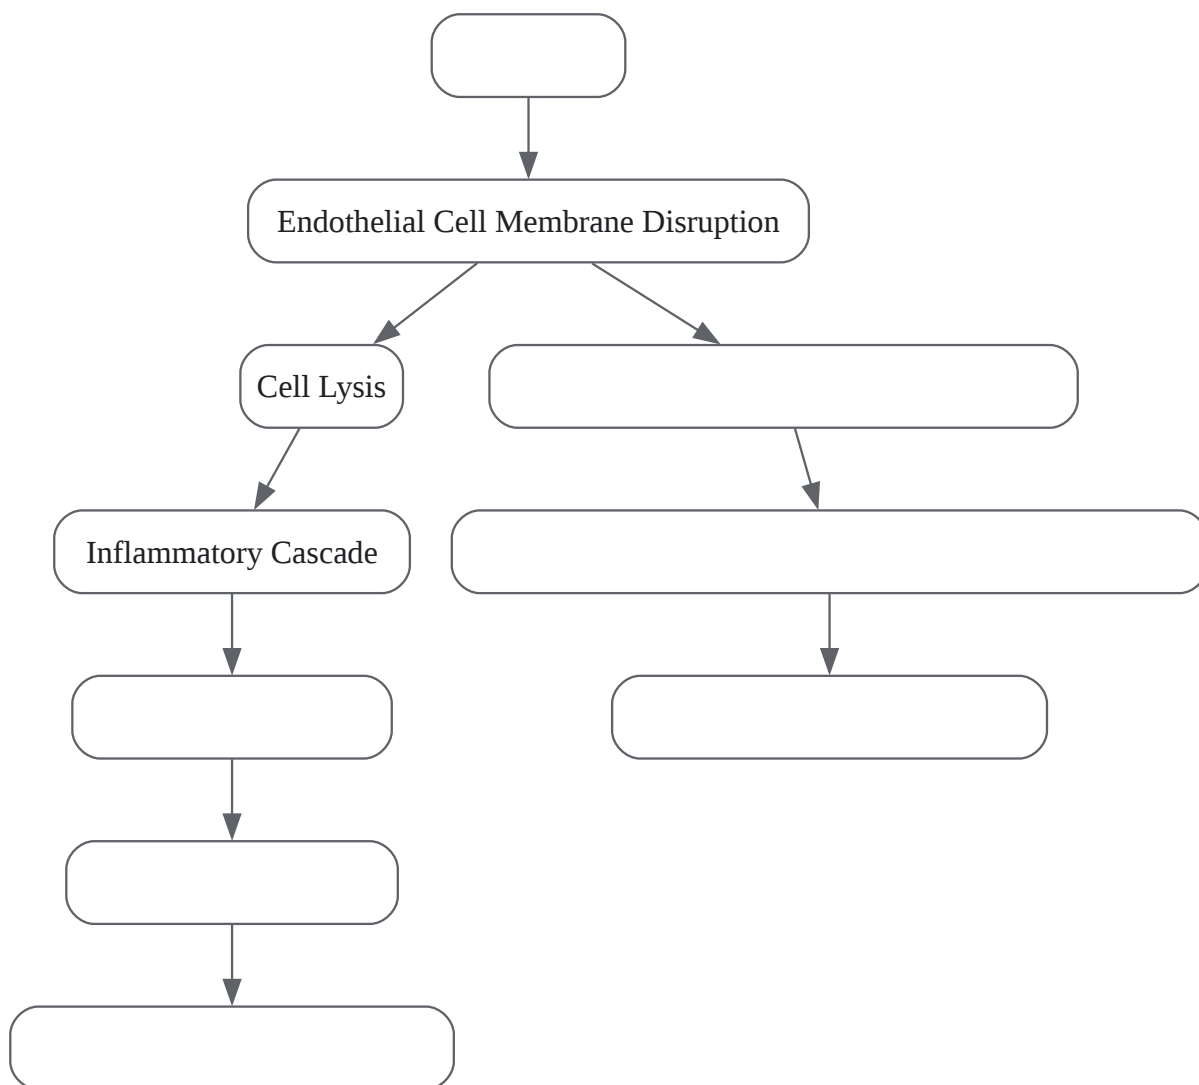 Endothelial Cell Membrane Disruption
Cell Lysis
Inflammatory Cascade